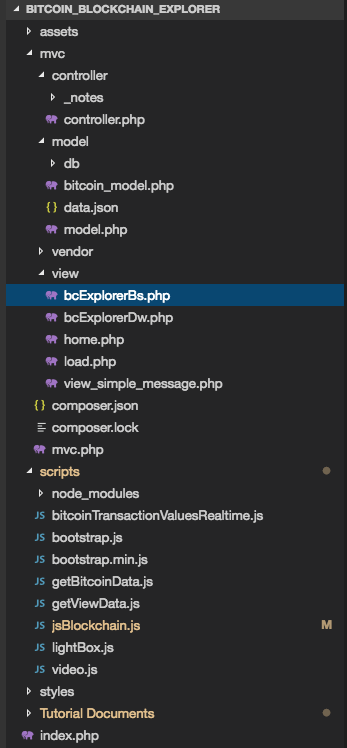 BITCOIN_BLOCKCHAIN_EXPLORER
assets
mvc
controller
_notes
controller.php
model
db
bitcoin_model.php
{ } data.json
model.php
vendor
view
bcExplorerBs.php
bcExplorerDw.php
home.php
load.php
view_simple_message.php
{ } composer.json
composer.lock
mvc.php
scripts
node_modules
JS bitcoinTransactionValuesRealtime.js
JS bootstrap.js
JS bootstrap.min.js
JS getBitcoinData.js
JS getViewData.js
JS jsBlockchain.js M
JS lightBox.js
JS video.js
styles
Tutorial Documents
index.php